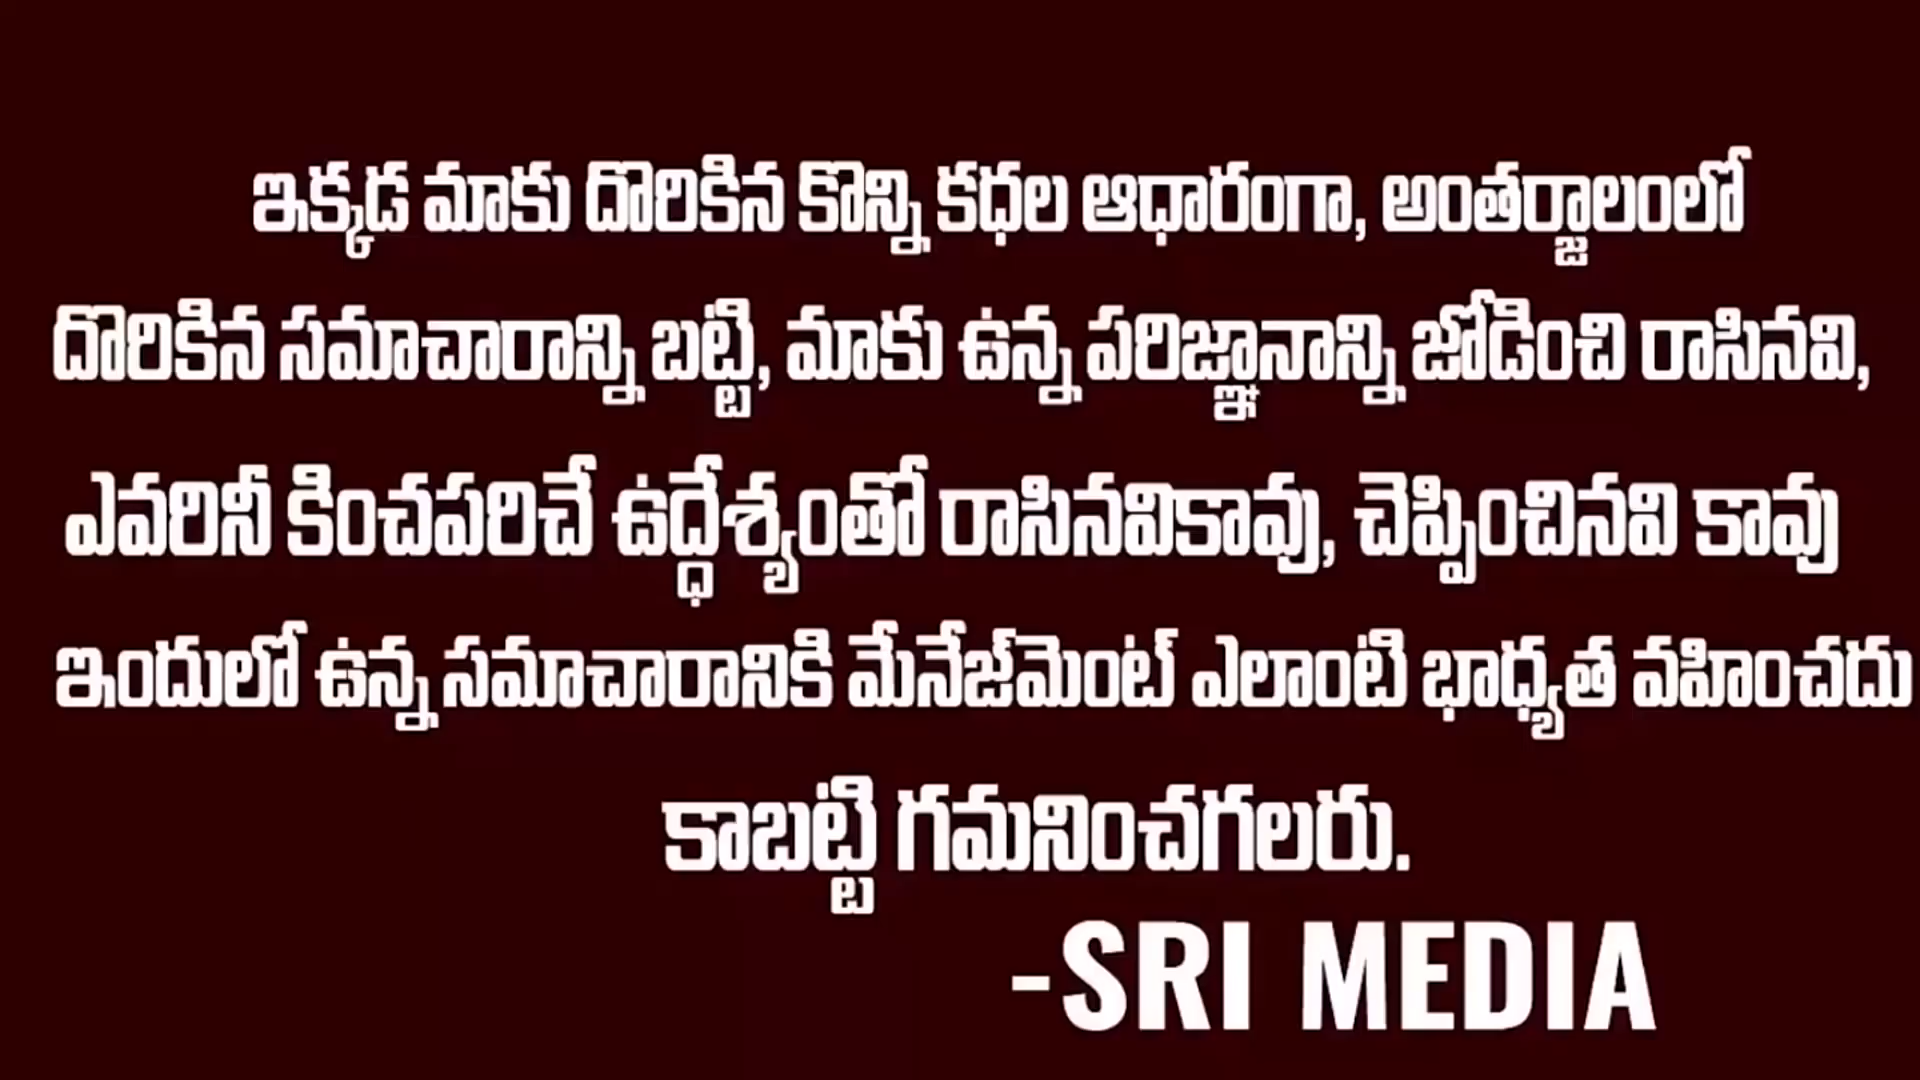 ఇక్కడ మాకు దొరికిన కొన్ని కధల ఆధారంగా, అంతర్జాలంలో
దొరికిన సమాచారాన్ని బట్టి, మాకు ఉన్న పరిజ్ఞానాన్ని జోడించి రాసినవి,
ఎవరినీ కించపరిచే ఉద్ధేశ్యంతో రాసినవికావు, చెప్పించినవి కావు
ఇందులో ఉన్న సమాచారానికి మేనేజ్‌మెంట్ ఎలాంటి భాధ్యత వహించదు
కాబట్టి గమనించగలరు.
-SRI MEDIA